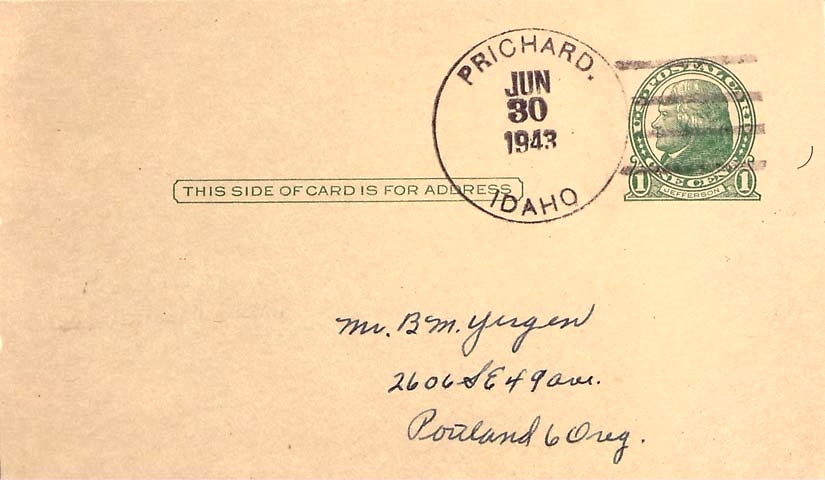 PRICHARD.
JUN
30
1943
IDAHO
U·S·POSTAL CARD
ONE CENT
1 JEFFERSON 1
THIS SIDE OF CARD IS FOR ADDRESS
Mr. B.M. Yergen
2606 SE 49 ave.
Portland 6 Oreg.